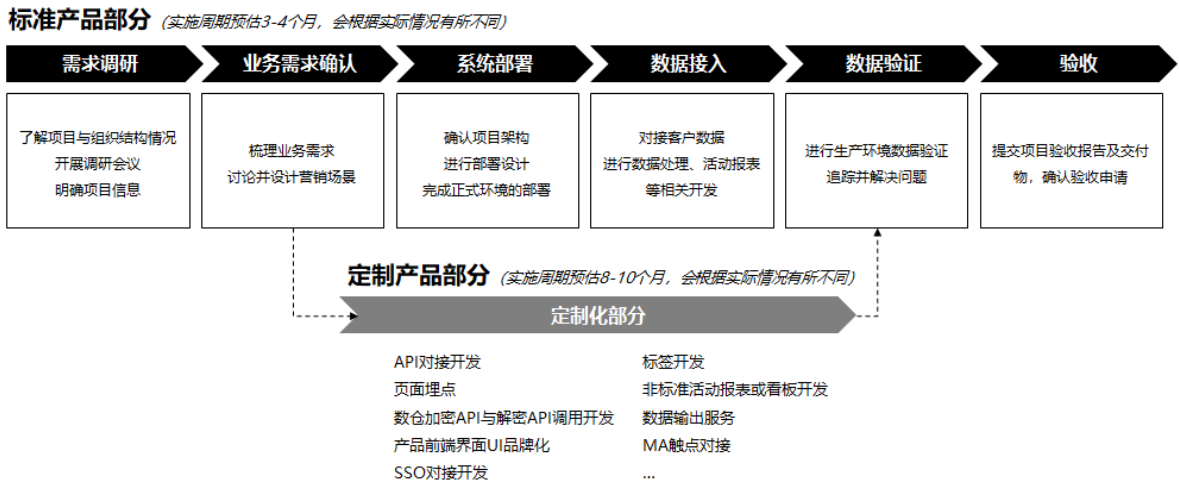 标准产品部分（实施周期预估3-4个月，会根据实际情况有所不同）
需求调研
业务需求确认
系统部署
数据接入
数据验证
验收
了解项目与组织结构情况
开展调研会议
明确项目信息
梳理业务需求
讨论并设计营销场景
确认项目架构
进行部署设计
完成正式环境的部署
对接客户数据
进行数据处理、活动报表
等相关开发
进行生产环境数据验证
追踪并解决问题
提交项目验收报告及交付
物，确认验收申请
定制产品部分（实施周期预估8-10个月，会根据实际情况有所不同）
定制化部分
API对接开发
页面埋点
数仓加密API与解密API调用开发
产品前端界面UI品牌化
SSO对接开发
标签开发
非标准活动报表或看板开发
数据输出服务
MA触点对接
...